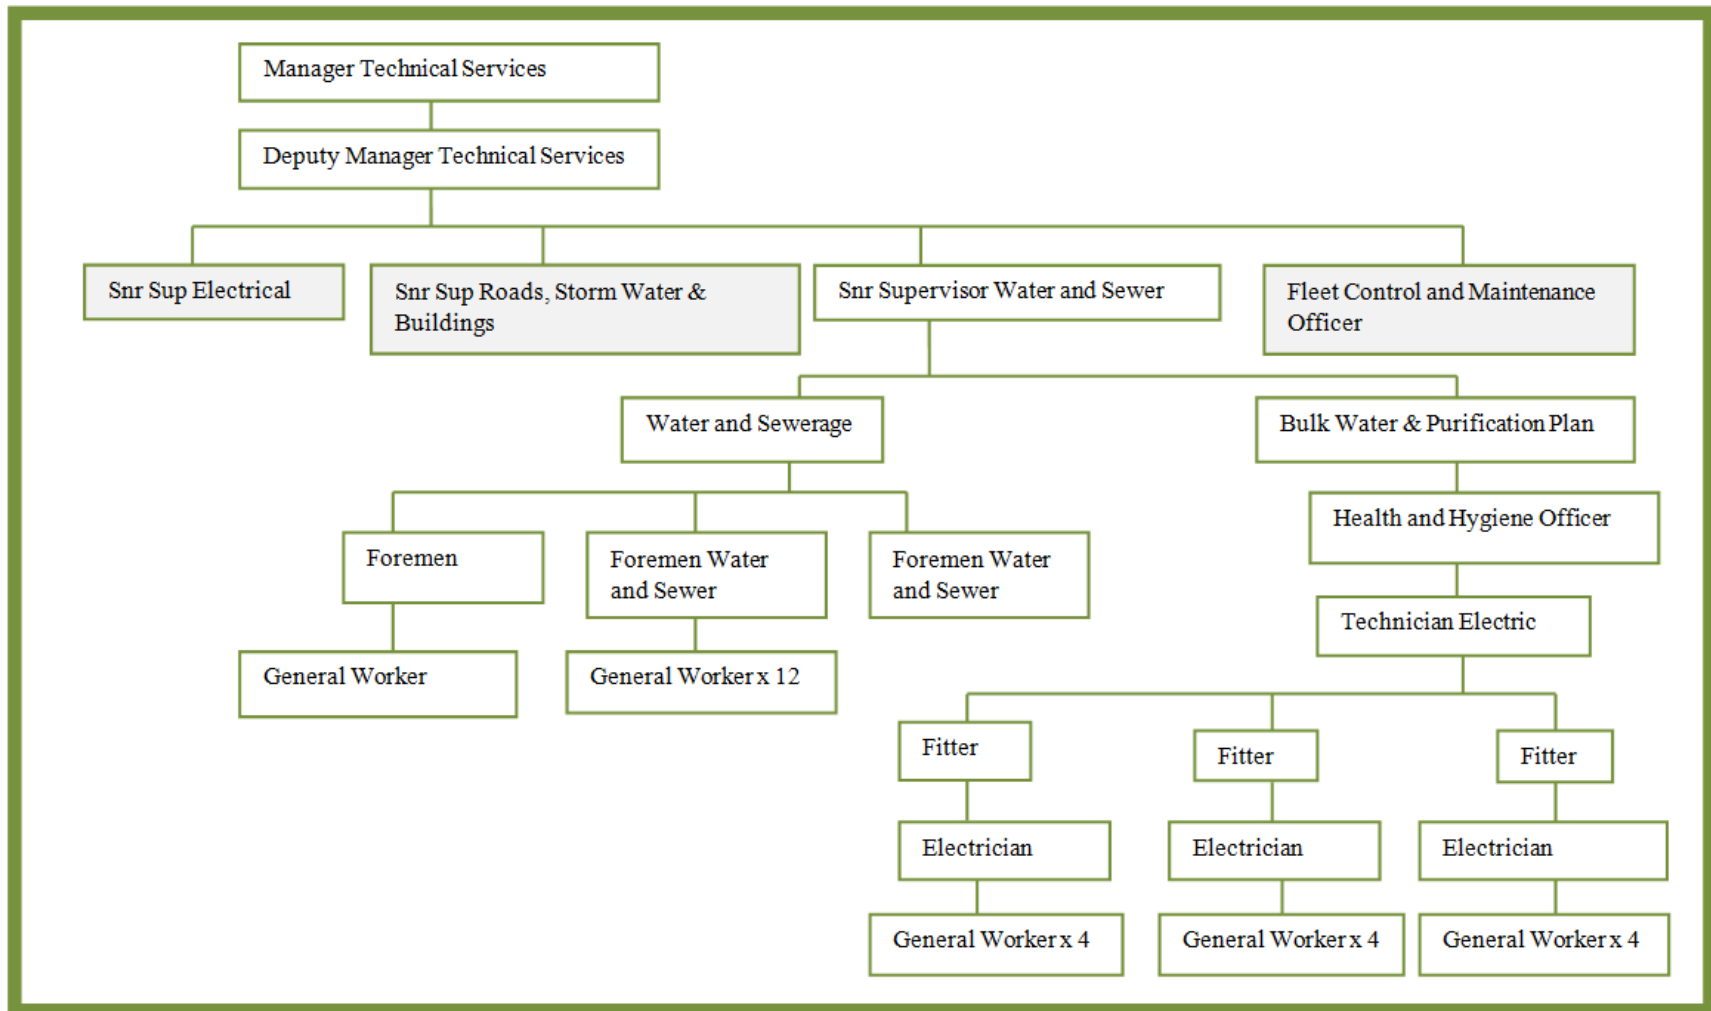 Manager Technical Services
Deputy Manager Technical Services
Snr Sup Electrical
Snr Sup Roads, Storm Water &
Buildings
Snr Supervisor Water and Sewer
Fleet Control and Maintenance
Officer
Water and Sewerage
Bulk Water & Purification Plan
Health and Hygiene Officer
Foremen
Foremen Water
and Sewer
Foremen Water
and Sewer
Technician Electric
General Worker
General Worker x 12
Fitter
Fitter
Fitter
Electrician
Electrician
Electrician
General Worker x 4
General Worker x 4
General Worker x 4